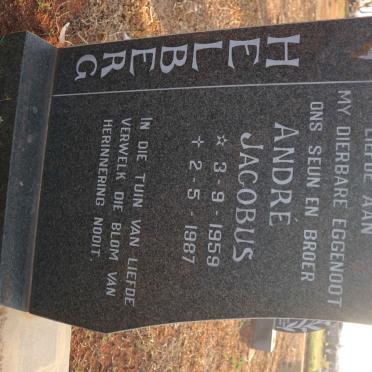 LIEFDE AAN
MY DIERBARE EGGENOOT
ONS SEUN EN BROER
ANDRÉ
JACOBUS
☆ 3-9-1959
✝ 2-5-1987
HELBERG
IN DIE TUIN VAN LIEFDE
VERWELK DIE BLOM VAN
HERINNERING NOOIT.